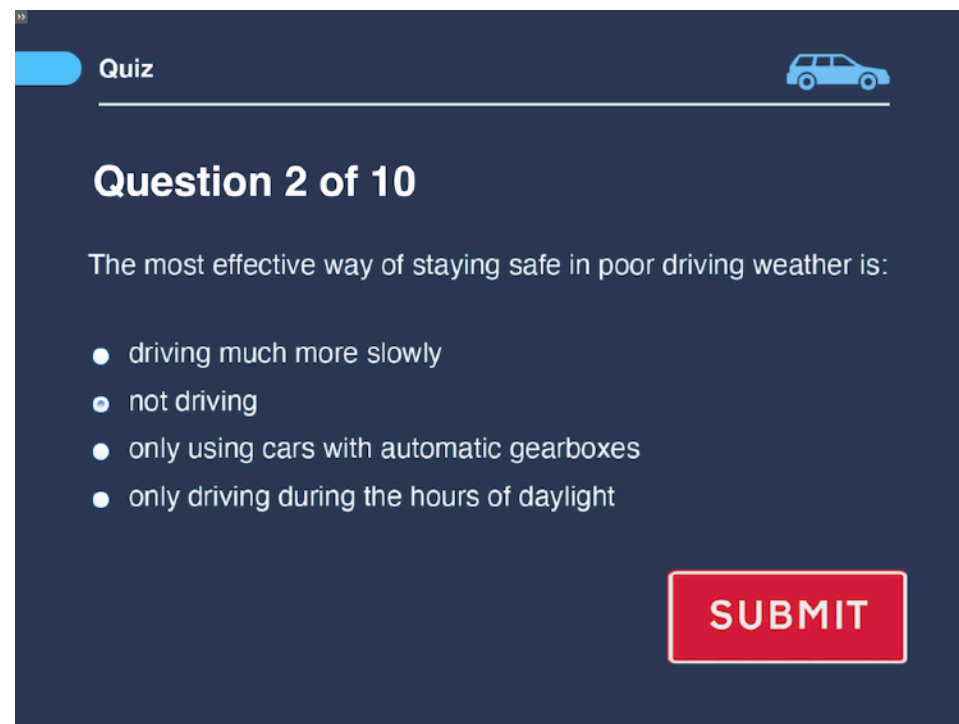 Quiz
Question 2 of 10
The most effective way of staying safe in poor driving weather is:
driving much more slowly
not driving
only using cars with automatic gearboxes
only driving during the hours of daylight
SUBMIT